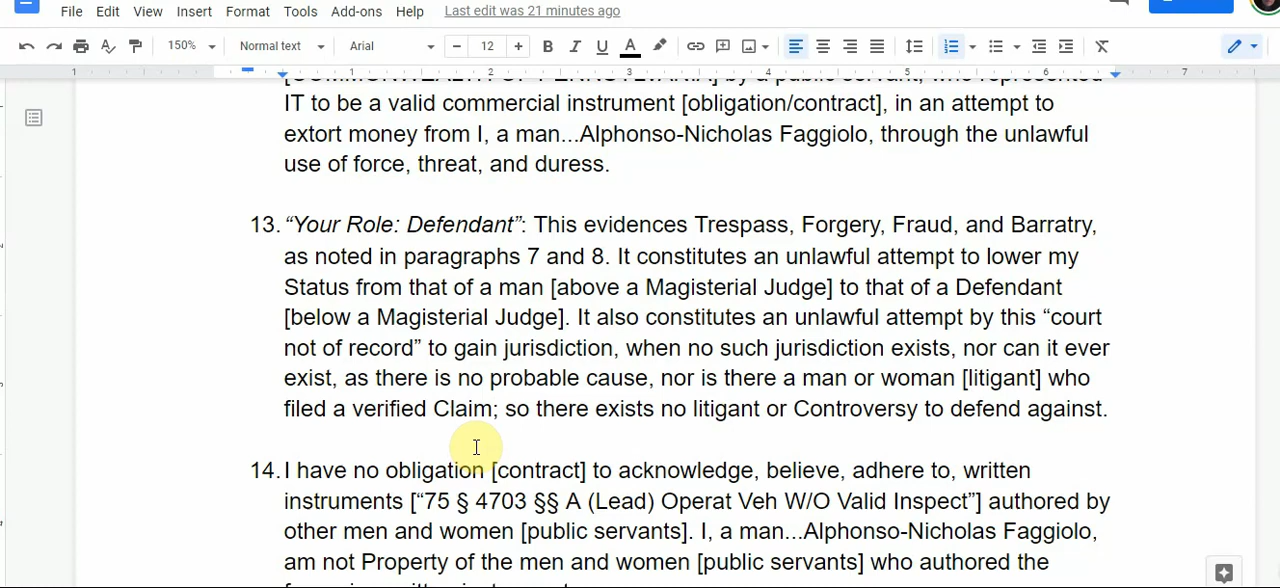 File Edit View Insert Format Tools Add-ons Help Last edit was 21 minutes ago
150% Normal text Arial 12 B I U A
1 1 2 3 4 5 6 7
IT to be a valid commercial instrument [obligation/contract], in an attempt to
extort money from I, a man...Alphonso-Nicholas Faggiolo, through the unlawful
use of force, threat, and duress.
13. “Your Role: Defendant”: This evidences Trespass, Forgery, Fraud, and Barratry,
as noted in paragraphs 7 and 8. It constitutes an unlawful attempt to lower my
Status from that of a man [above a Magisterial Judge] to that of a Defendant
[below a Magisterial Judge]. It also constitutes an unlawful attempt by this “court
not of record” to gain jurisdiction, when no such jurisdiction exists, nor can it ever
exist, as there is no probable cause, nor is there a man or woman [litigant] who
filed a verified Claim; so there exists no litigant or Controversy to defend against.
14. I have no obligation [contract] to acknowledge, believe, adhere to, written
instruments [“75 § 4703 §§ A (Lead) Operat Veh W/O Valid Inspect”] authored by
other men and women [public servants]. I, a man...Alphonso-Nicholas Faggiolo,
am not Property of the men and women [public servants] who authored the